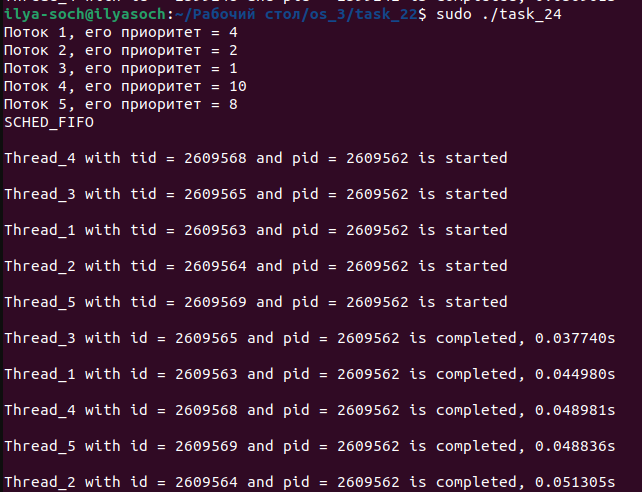 ilya-soch@ilyasoch:~/Рабочий стол/os_3/task_22$ sudo ./task_24
Поток 1, его приоритет = 4
Поток 2, его приоритет = 2
Поток 3, его приоритет = 1
Поток 4, его приоритет = 10
Поток 5, его приоритет = 8
SCHED_FIFO
Thread_4 with tid = 2609568 and pid = 2609562 is started
Thread_3 with tid = 2609565 and pid = 2609562 is started
Thread_1 with tid = 2609563 and pid = 2609562 is started
Thread_2 with tid = 2609564 and pid = 2609562 is started
Thread_5 with tid = 2609569 and pid = 2609562 is started
Thread_3 with id = 2609565 and pid = 2609562 is completed, 0.037740s
Thread_1 with id = 2609563 and pid = 2609562 is completed, 0.044980s
Thread_4 with id = 2609568 and pid = 2609562 is completed, 0.048981s
Thread_5 with id = 2609569 and pid = 2609562 is completed, 0.048836s
Thread_2 with id = 2609564 and pid = 2609562 is completed, 0.051305s